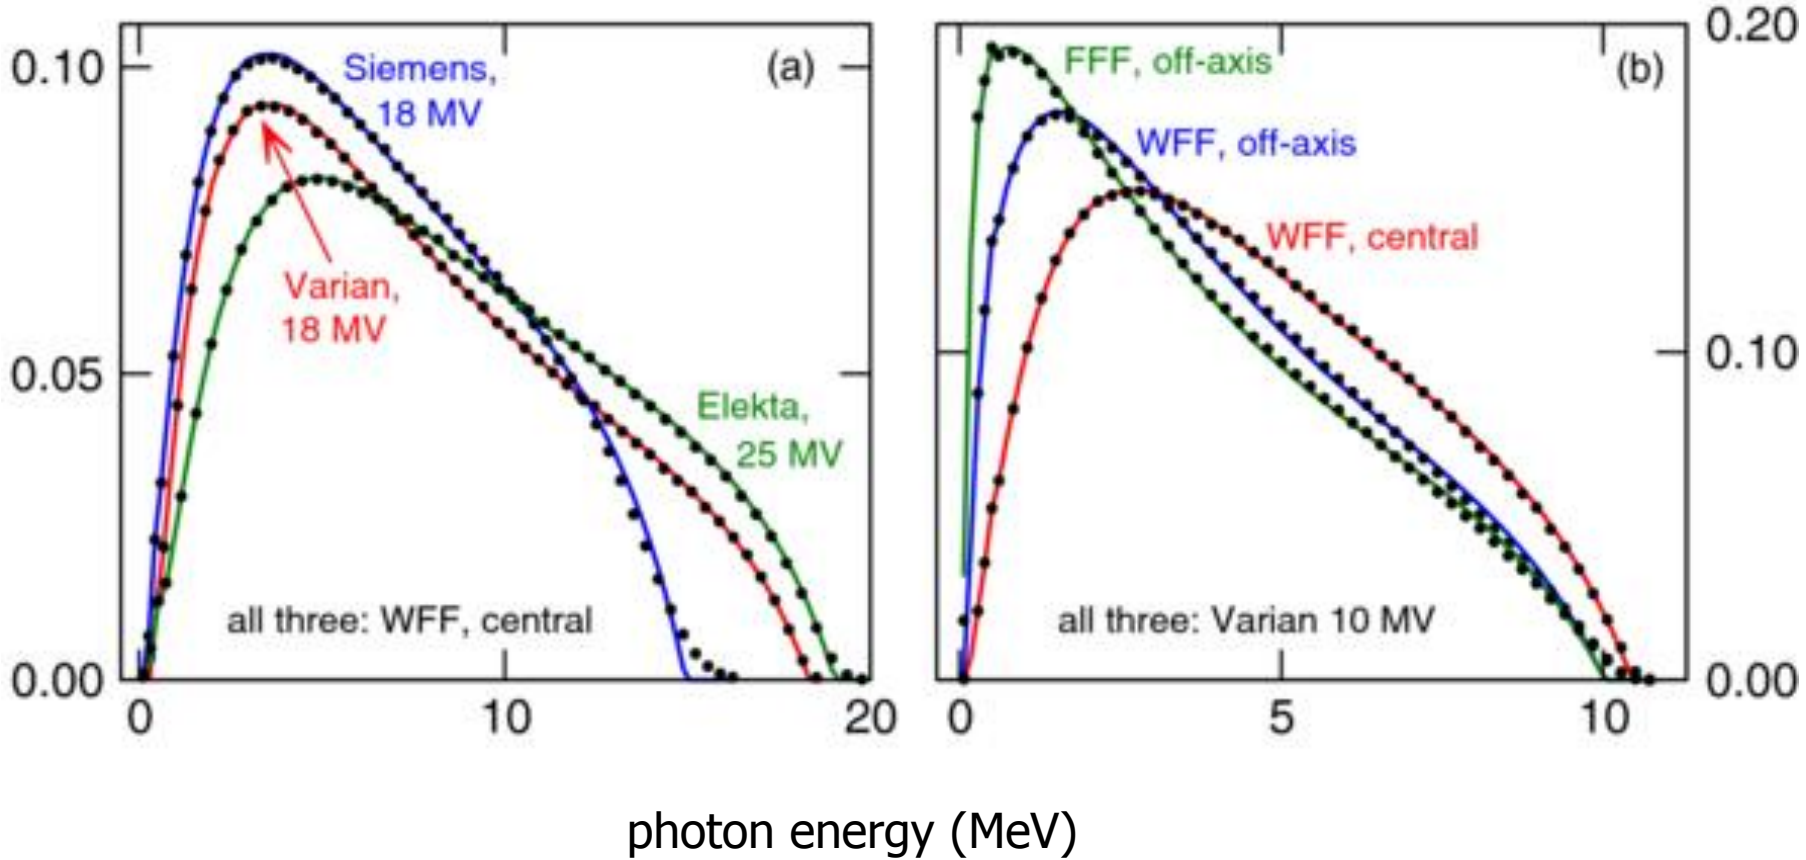 0.10
0.05
0.00
0
10
20
Siemens,
18 MV
(a)
Varian,
18 MV
Elekta,
25 MV
all three: WFF, central
FFF, off-axis
(b)
WFF, off-axis
WFF, central
all three: Varian 10 MV
0.20
0.10
0.00
0
5
10
photon energy (MeV)